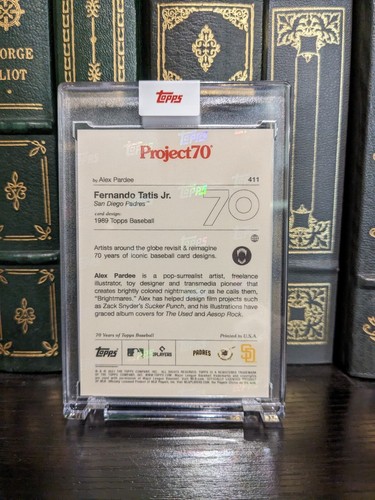 ORGE
LIOT
Topps
Project70®
by Alex Pardee
411
Fernando Tatis Jr.
San Diego Padres™
card design:
1989 Topps Baseball
70
Artists around the globe revisit & reimagine
70 years of iconic baseball card designs.
Alex Pardee is a pop-surrealist artist, freelance
illustrator, toy designer and transmedia pioneer that
creates brightly colored nightmares, or as he calls them,
"Brightmares." Alex has helped design film projects such
as Zack Snyder's Sucker Punch, and his illustrations have
graced album covers for The Used and Aesop Rock.
70 Years of Topps Baseball
Printed in U.S.A.
Topps
PLAYERS
PADRES
SD